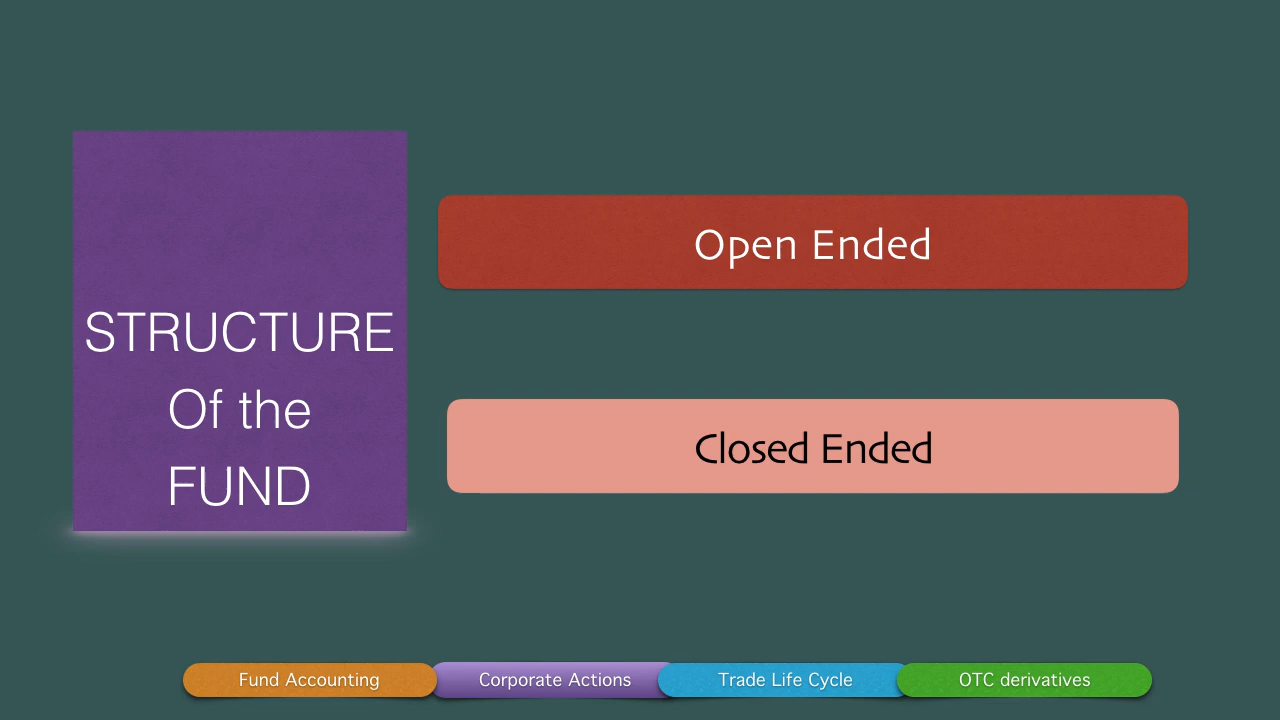 STRUCTURE
Of the
FUND
Open Ended
Closed Ended
Fund Accounting
Corporate Actions
Trade Life Cycle
OTC derivatives